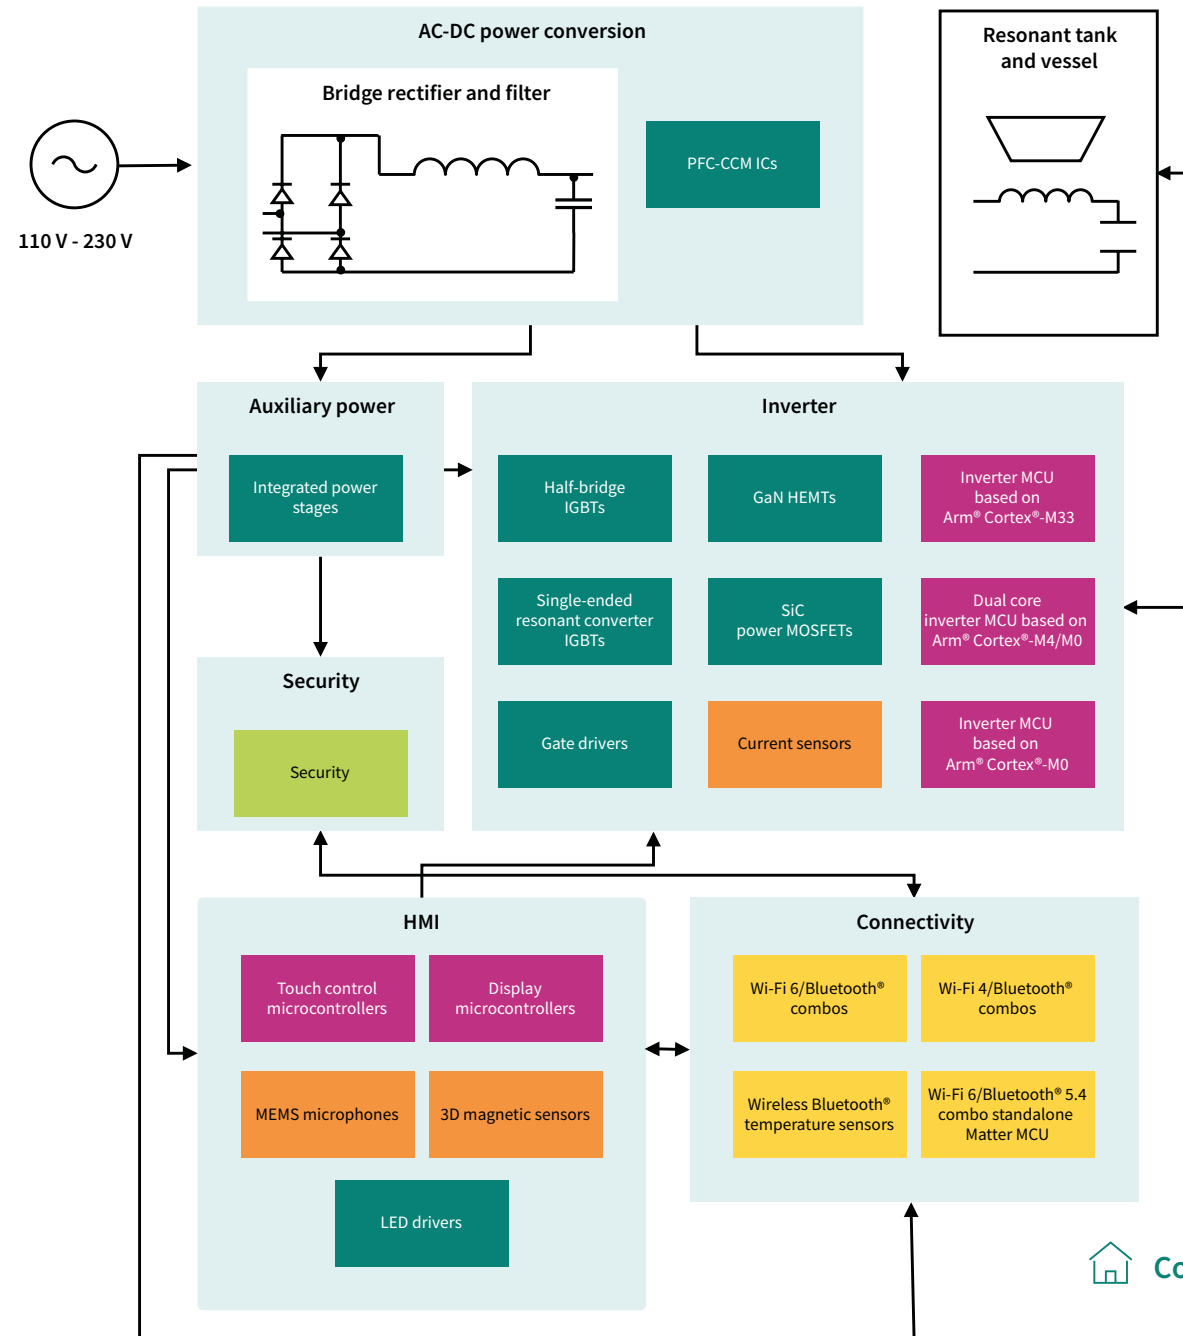 AC-DC power conversion
Bridge rectifier and filter
PFC-CCM ICs
110 V - 230 V
Resonant tank
and vessel
Auxiliary power
Integrated power
stages
Inverter
Half-bridge
IGBTs
GaN HEMTs
Inverter MCU
based on
Arm® Cortex®-M33
Single-ended
resonant converter
IGBTs
SiC
power MOSFETs
Dual core
inverter MCU based on
Arm® Cortex®-M4/M0
Gate drivers
Current sensors
Inverter MCU
based on
Arm® Cortex®-M0
Security
Security
HMI
Touch control
microcontrollers
Display
microcontrollers
MEMS microphones
3D magnetic sensors
LED drivers
Connectivity
Wi-Fi 6/Bluetooth®
combos
Wi-Fi 4/Bluetooth®
combos
Wireless Bluetooth®
temperature sensors
Wi-Fi 6/Bluetooth® 5.4
combo standalone
Matter MCU